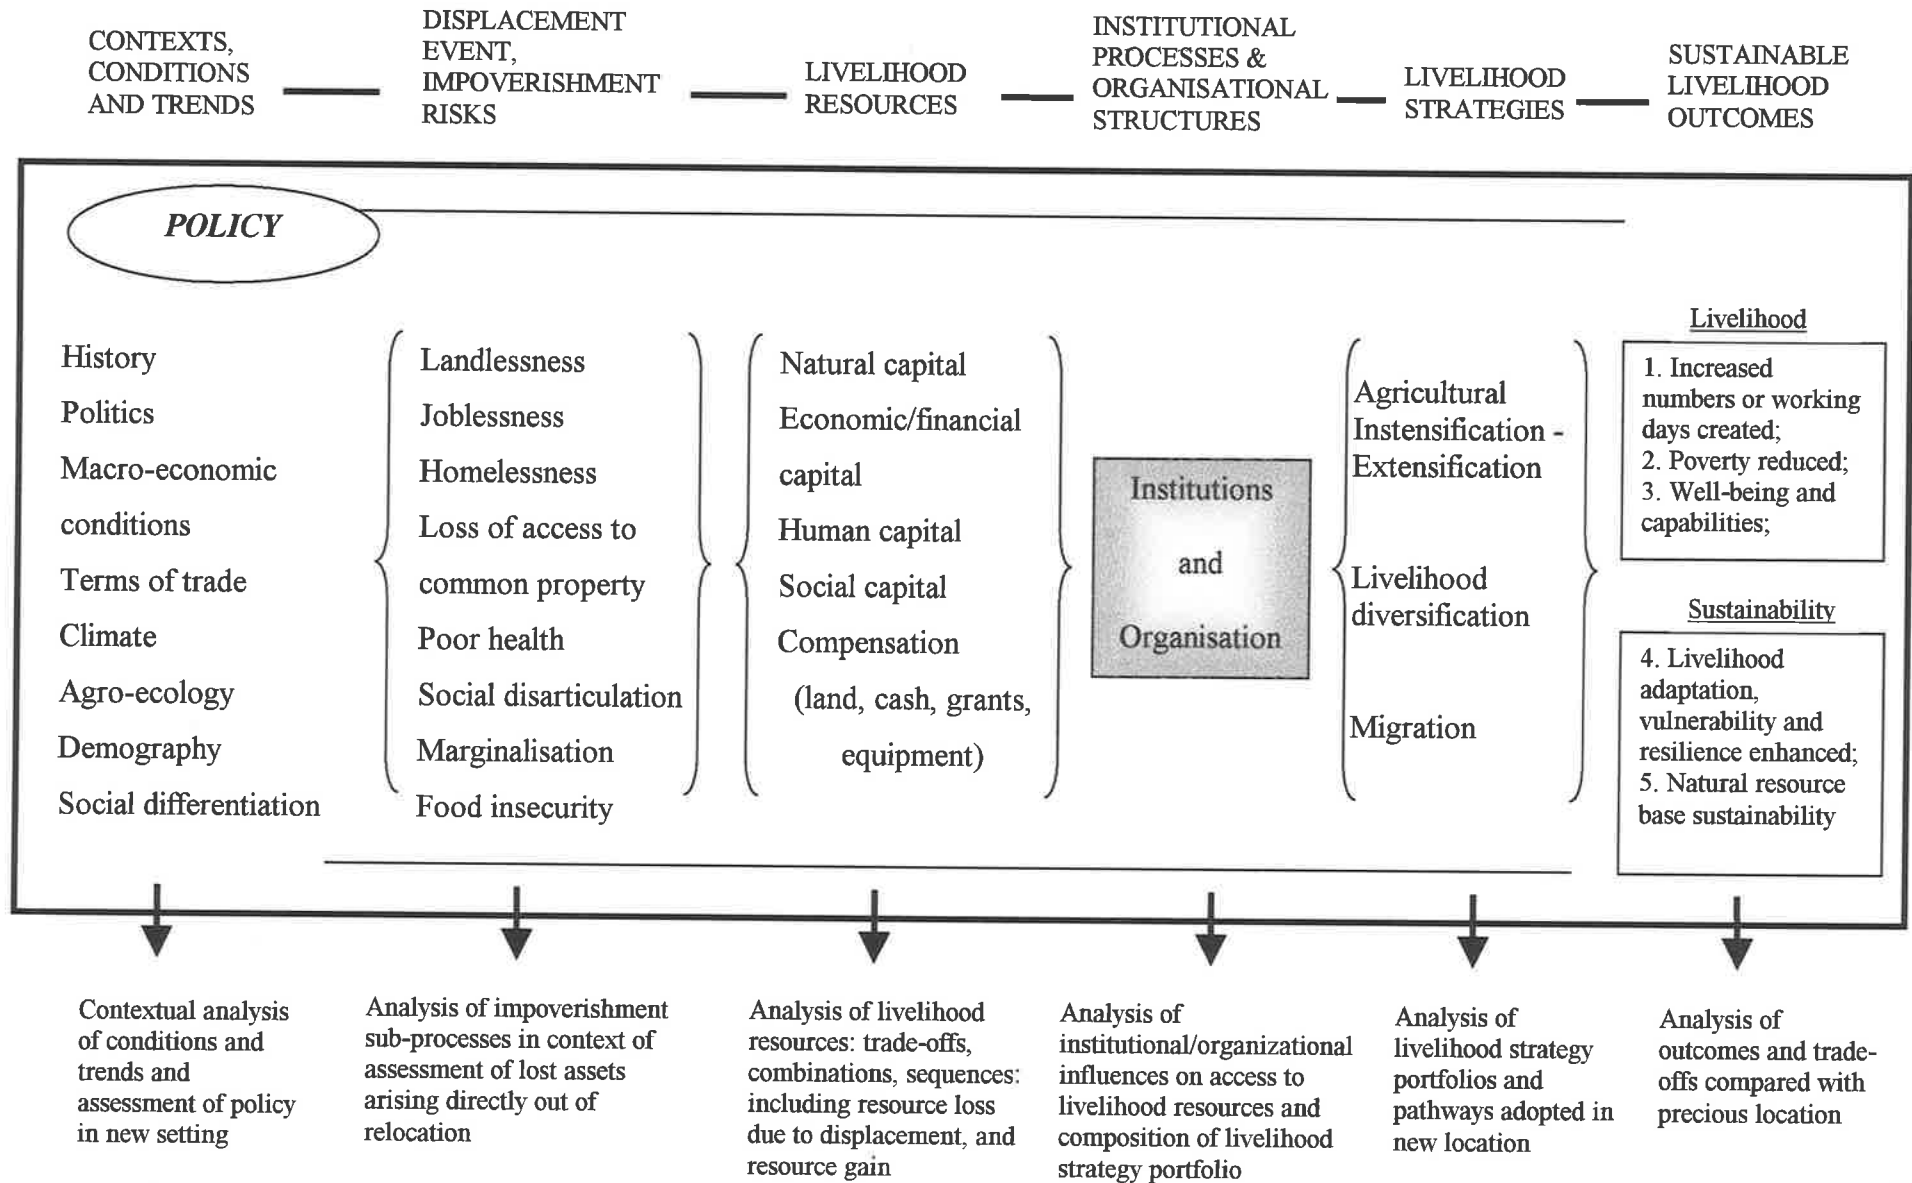 CONTEXTS,
CONDITIONS
AND TRENDS
DISPLACEMENT
EVENT,
IMPOVERISHMENT
RISKS
LIVELIHOOD
RESOURCES
INSTITUTIONAL
PROCESSES &
ORGANISATIONAL
STRUCTURES
LIVELIHOOD
STRATEGIES
SUSTAINABLE
LIVELIHOOD
OUTCOMES
POLICY
History
Politics
Macro-economic
conditions
Terms of trade
Climate
Agro-ecology
Demography
Social differentiation
Landlessness
Joblessness
Homelessness
Loss of access to
common property
Poor health
Social disarticulation
Marginalisation
Food insecurity
Natural capital
Economic/financial
capital
Human capital
Social capital
Compensation
(land, cash, grants,
equipment)
Institutions
and
Organisation
Agricultural
Instensification -
Extensification
Livelihood
diversification
Migration
Livelihood
1. Increased
numbers or working
days created;
2. Poverty reduced;
3. Well-being and
capabilities;
Sustainability
4. Livelihood
adaptation,
vulnerability and
resilience enhanced;
5. Natural resource
base sustainability
Contextual analysis
of conditions and
trends and
assessment of policy
in new setting
Analysis of impoverishment
sub-processes in context of
assessment of lost assets
arising directly out of
relocation
Analysis of livelihood
resources: trade-offs,
combinations, sequences:
including resource loss
due to displacement, and
resource gain
Analysis of
institutional/organizational
influences on access to
livelihood resources and
composition of livelihood
strategy portfolio
Analysis of
livelihood strategy
portfolios and
pathways adopted in
new location
Analysis of
outcomes and trade-
offs compared with
precious location